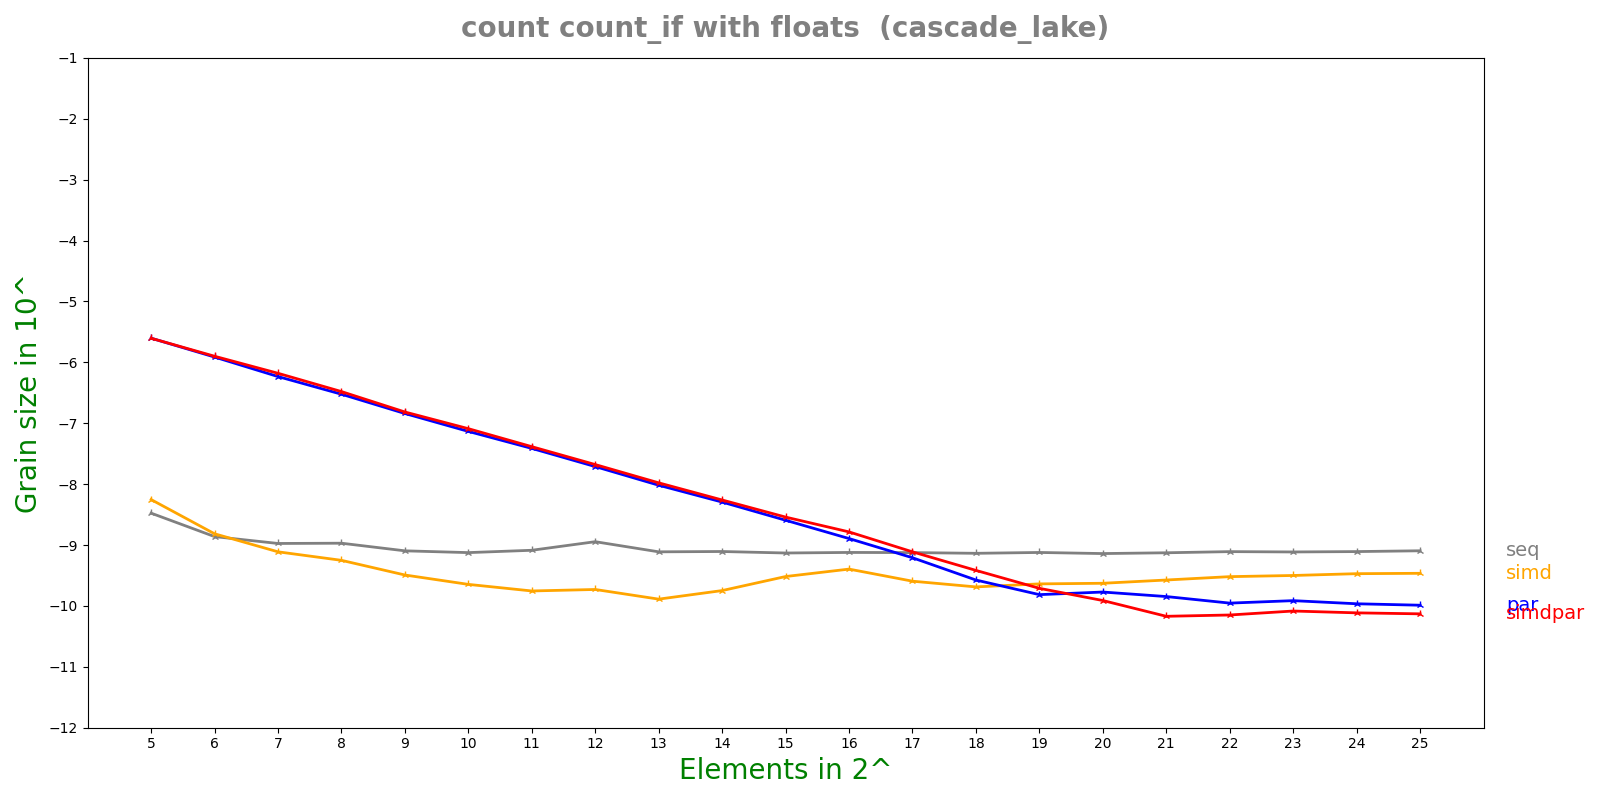 count count_if with floats  (cascade_lake)
−1
−2
−3
−4
−5
−6
−7
−8
−9
−10
−11
−12
Grain size in 10^
5 6 7 8 9 10 11 12 13 14 15 16 17 18 19 20 21 22 23 24 25
Elements in 2^
seq
simd
par
simdpar